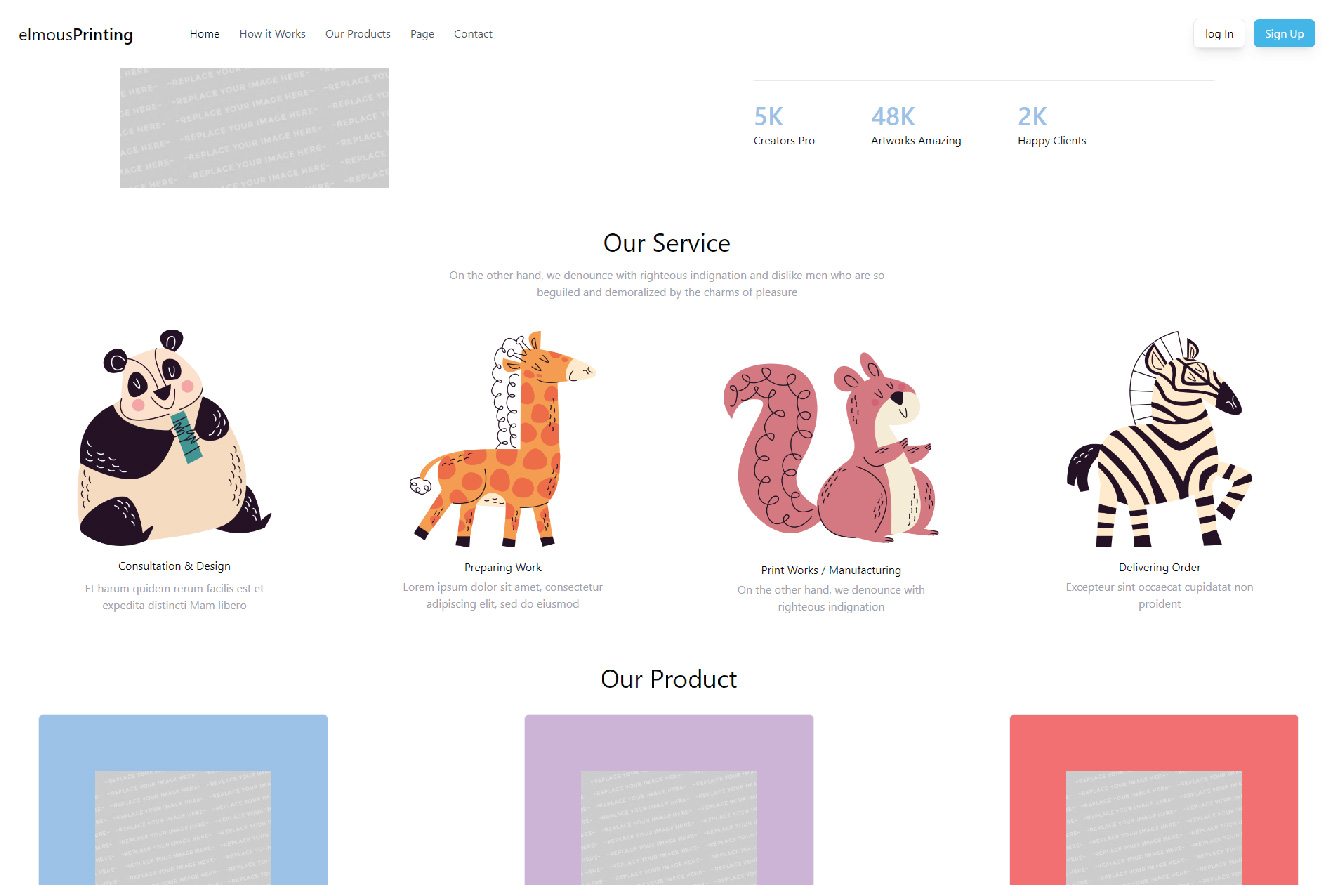 elmousPrinting
Home
How it Works
Our Products
Page
Contact
log In
Sign Up
~REPLACE YOUR IMAGE HERE~
5K
Creators Pro
48K
Artworks Amazing
2K
Happy Clients
Our Service
On the other hand, we denounce with righteous indignation and dislike men who are so
beguiled and demoralized by the charms of pleasure
Consultation & Design
Et harum quidem rerum facilis est et
expedita distincti Mam libero
Preparing Work
Lorem ipsum dolor sit amet, consectetur
adipiscing elit, sed do eiusmod
Print Works / Manufacturing
On the other hand, we denounce with
righteous indignation
Delivering Order
Excepteur sint occaecat cupidatat non
proident
Our Product
~REPLACE YOUR IMAGE HERE~
~REPLACE YOUR IMAGE HERE~
~REPLACE YOUR IMAGE HERE~